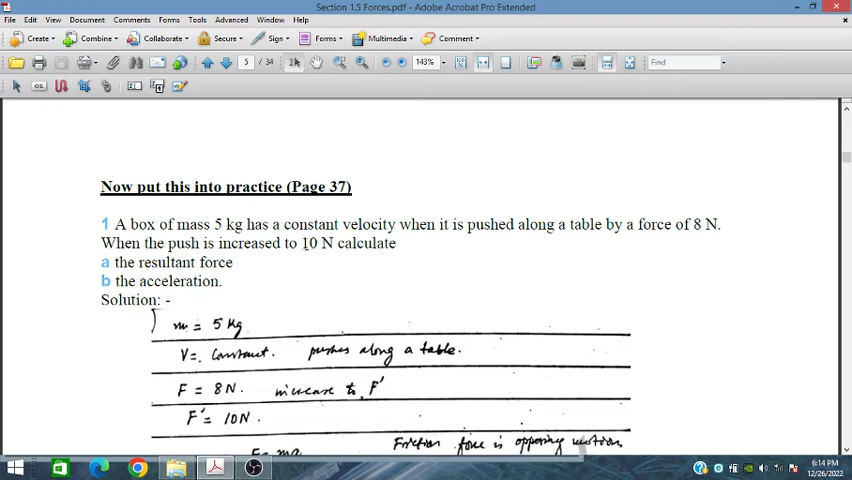 Section 1.5 Forces.pdf - Adobe Acrobat Pro Extended
File Edit View Document Comments Forms Tools Advanced Window Help
Create Combine Collaborate Secure Sign Forms Multimedia Comment
5 / 34 143% Find
Now put this into practice (Page 37)
1 A box of mass 5 kg has a constant velocity when it is pushed along a table by a force of 8 N.
When the push is increased to 10 N calculate
a the resultant force
b the acceleration.
Solution: -
m = 5 Kg
V = Constant. pushes along a table.
F = 8N. increase to F'
F' = 10N.
F = ma Friction force is opposing motion
6:14 PM
12/26/2022